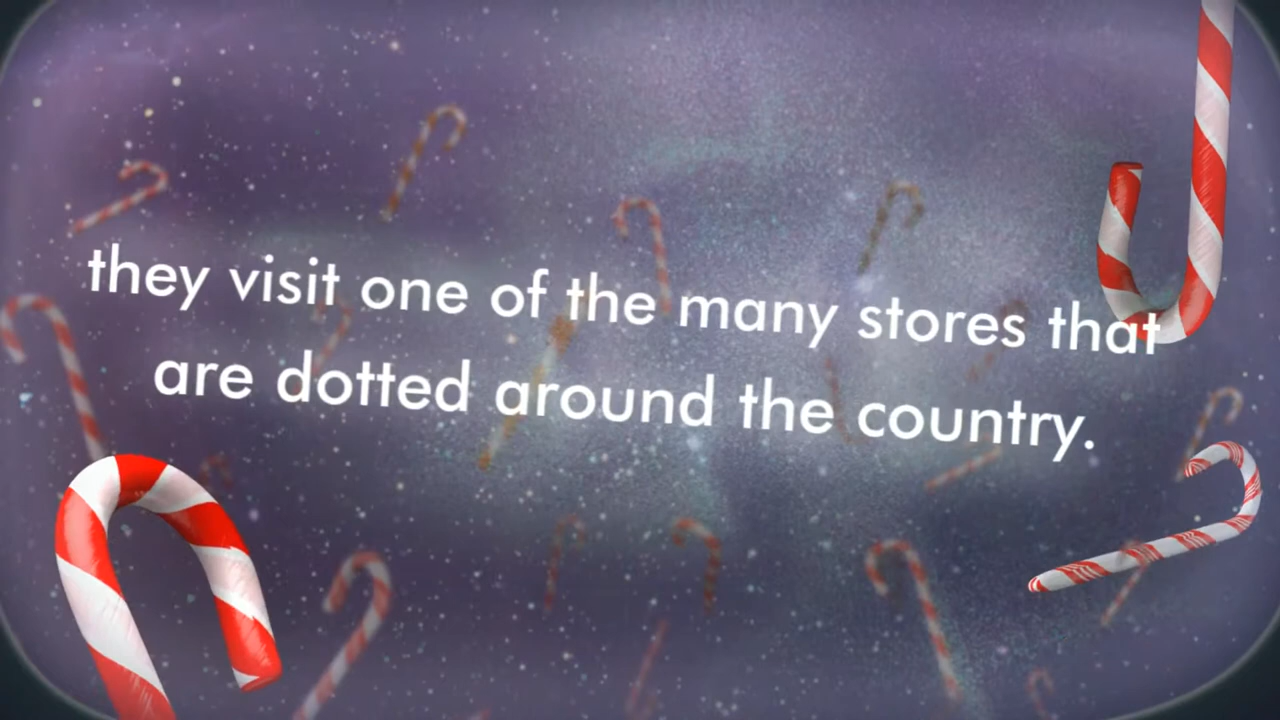 they visit one of the many stores that
are dotted around the country.